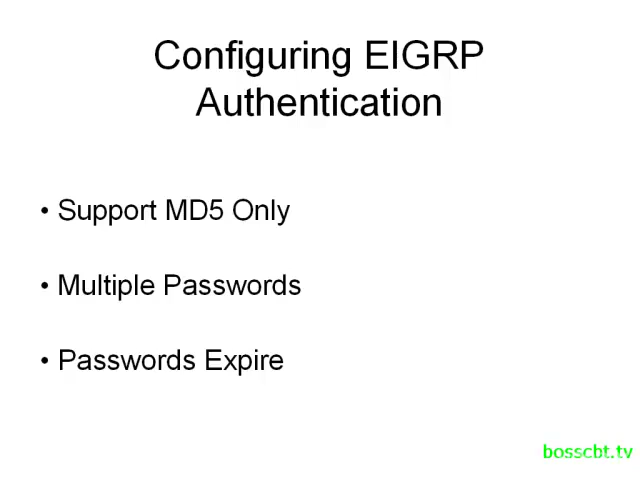 Configuring EIGRP
Authentication
• Support MD5 Only
• Multiple Passwords
• Passwords Expire
bosscbt.tv